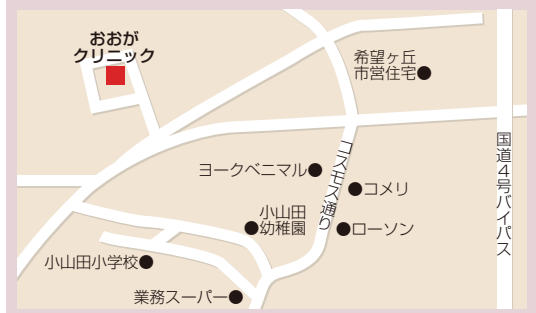 おおが
クリニック
希望ヶ丘
市営住宅
ヨークベニマル
コスモス通り
コメリ
国道4号バイパス
小山田
幼稚園
ローソン
小山田小学校
業務スーパー